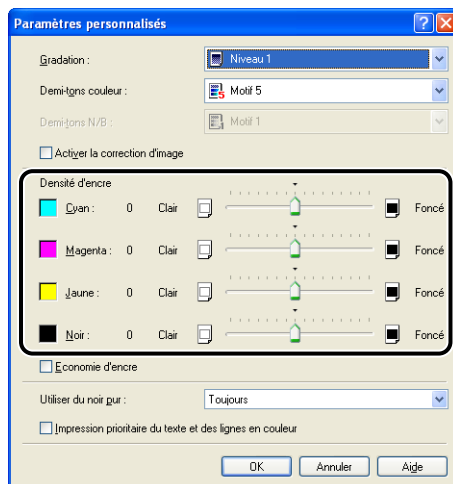 Paramètres personnalisés
Gradation : Niveau 1
Demi-tons couleur : Motif 5
Demi-tons N/B : Motif 1
Activer la correction d'image
Densité d'encre
Cyan : 0 Clair Foncé
Magenta : 0 Clair Foncé
Jaune : 0 Clair Foncé
Noir : 0 Clair Foncé
Economie d'encre
Utiliser du noir pur : Toujours
Impression prioritaire du texte et des lignes en couleur
OK Annuler Aide